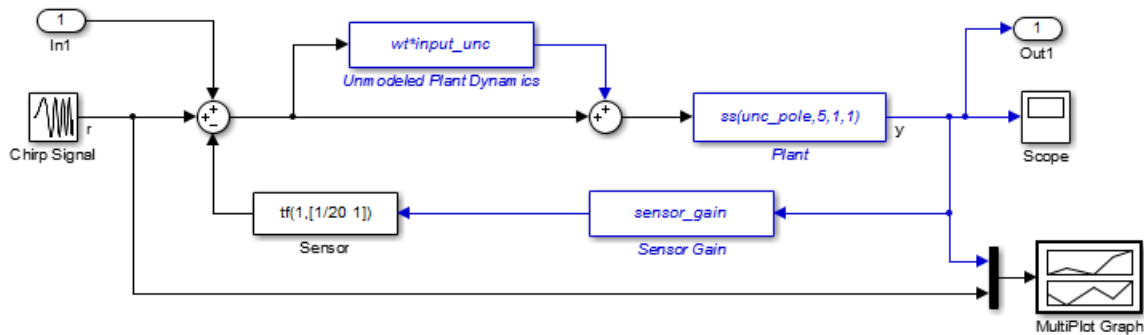 1
In1
wt*input_unc
Unmodeled Plant Dynamics
1
Out1
r
Chirp Signal
+
+
−
+
+
ss(unc_pole,5,1,1)
Plant
y
Scope
tf(1,[1/20 1])
Sensor
sensor_gain
Sensor Gain
MultiPlot Graph